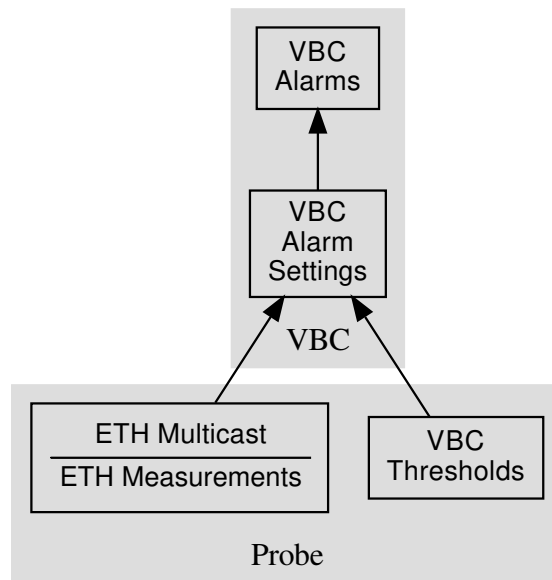 VBC
Alarms
VBC
Alarm
Settings
VBC
ETH Multicast
ETH Measurements
VBC
Thresholds
Probe